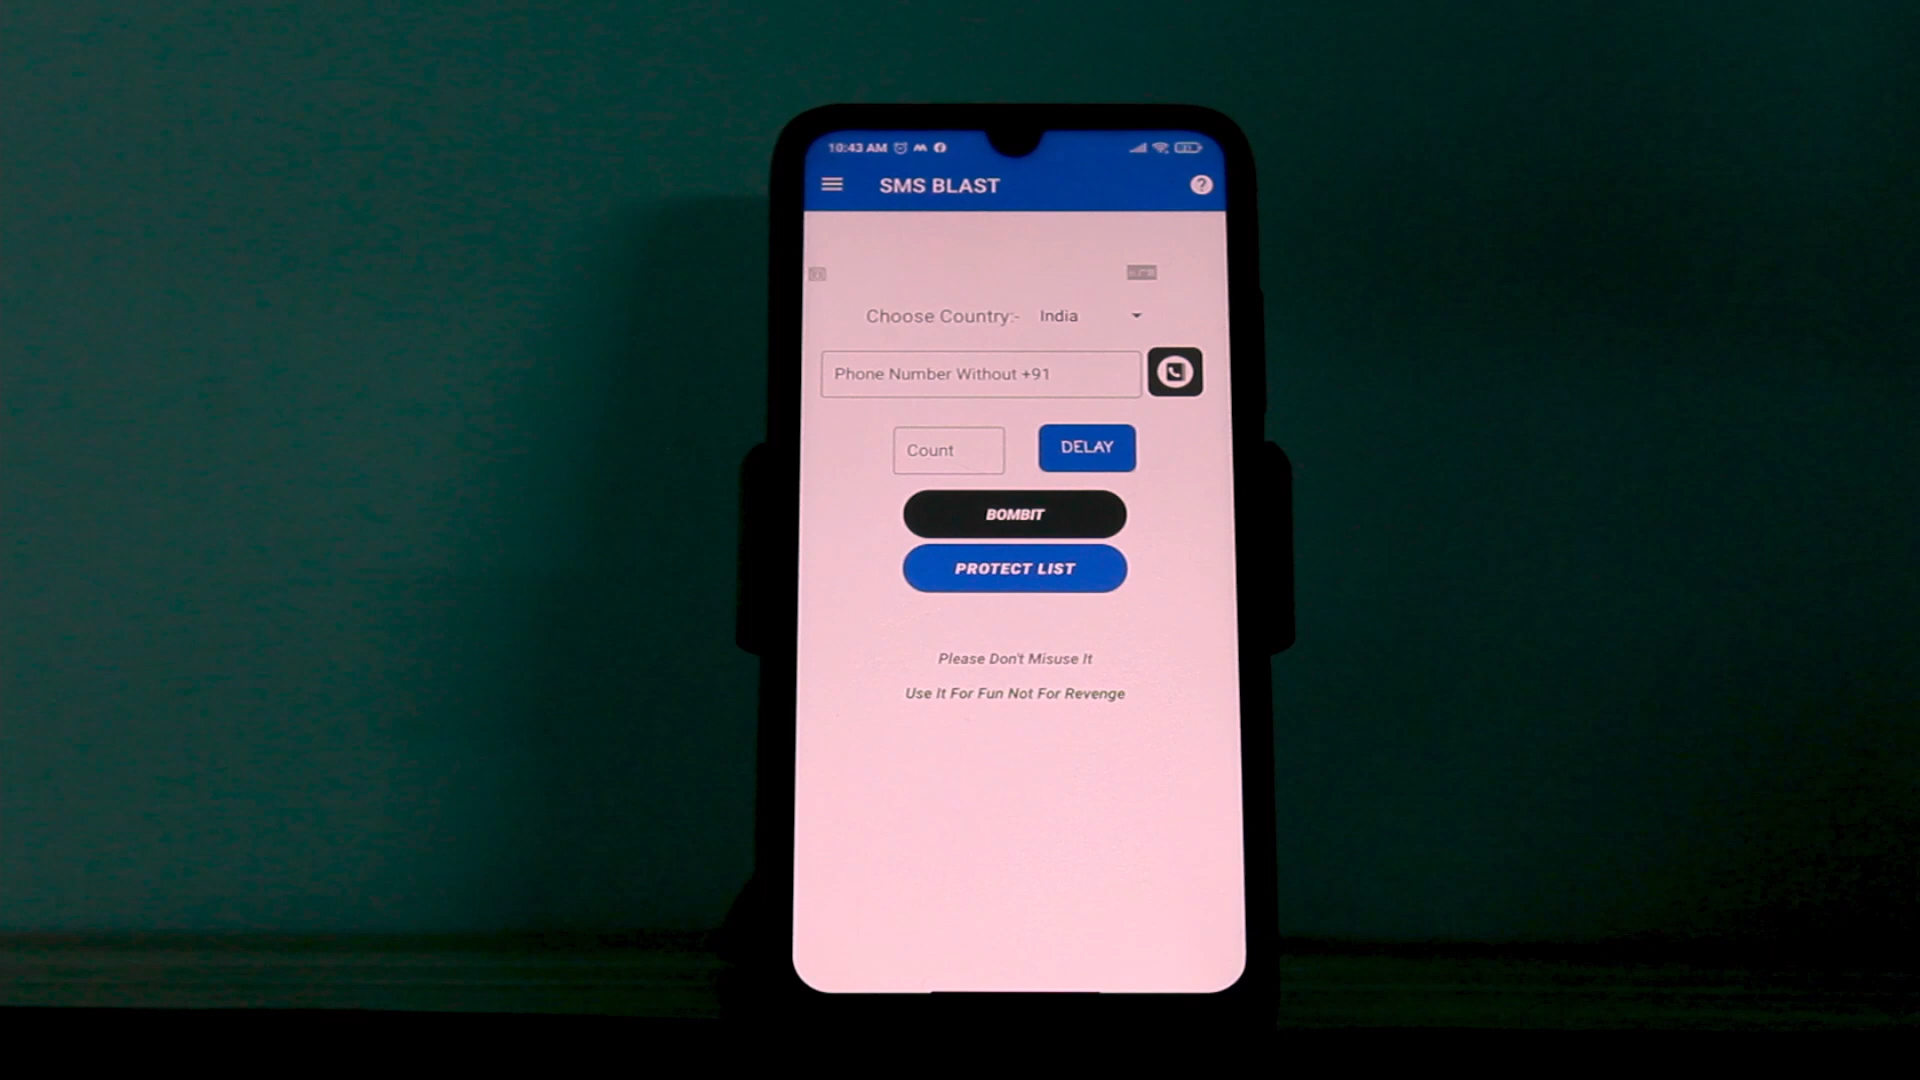 10:43 AM
SMS BLAST
Choose Country:- India
Phone Number Without +91
Count
DELAY
BOMBIT
PROTECT LIST
Please Don't Misuse It
Use It For Fun Not For Revenge